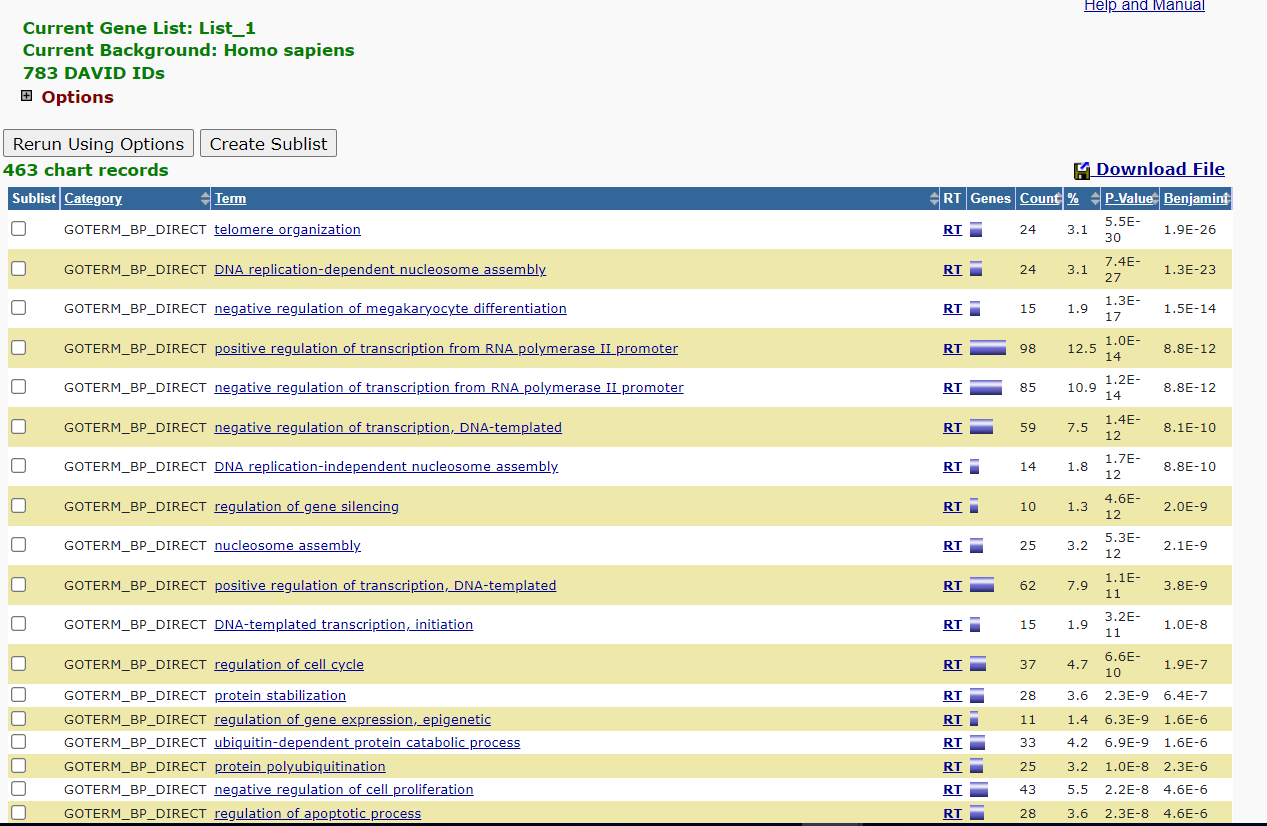 Help and Manual
Current Gene List: List_1
Current Background: Homo sapiens
783 DAVID IDs
Options
Rerun Using Options Create Sublist
463 chart records Download File
Sublist Category Term RT Genes Count % P-Value Benjamini
GOTERM_BP_DIRECT telomere organization RT 24 3.1 5.5E-30 1.9E-26
GOTERM_BP_DIRECT DNA replication-dependent nucleosome assembly RT 24 3.1 7.4E-27 1.3E-23
GOTERM_BP_DIRECT negative regulation of megakaryocyte differentiation RT 15 1.9 1.3E-17 1.5E-14
GOTERM_BP_DIRECT positive regulation of transcription from RNA polymerase II promoter RT 98 12.5 1.0E-14 8.8E-12
GOTERM_BP_DIRECT negative regulation of transcription from RNA polymerase II promoter RT 85 10.9 1.2E-14 8.8E-12
GOTERM_BP_DIRECT negative regulation of transcription, DNA-templated RT 59 7.5 1.4E-12 8.1E-10
GOTERM_BP_DIRECT DNA replication-independent nucleosome assembly RT 14 1.8 1.7E-12 8.8E-10
GOTERM_BP_DIRECT regulation of gene silencing RT 10 1.3 4.6E-12 2.0E-9
GOTERM_BP_DIRECT nucleosome assembly RT 25 3.2 5.3E-12 2.1E-9
GOTERM_BP_DIRECT positive regulation of transcription, DNA-templated RT 62 7.9 1.1E-11 3.8E-9
GOTERM_BP_DIRECT DNA-templated transcription, initiation RT 15 1.9 3.2E-11 1.0E-8
GOTERM_BP_DIRECT regulation of cell cycle RT 37 4.7 6.6E-10 1.9E-7
GOTERM_BP_DIRECT protein stabilization RT 28 3.6 2.3E-9 6.4E-7
GOTERM_BP_DIRECT regulation of gene expression, epigenetic RT 11 1.4 6.3E-9 1.6E-6
GOTERM_BP_DIRECT ubiquitin-dependent protein catabolic process RT 33 4.2 6.9E-9 1.6E-6
GOTERM_BP_DIRECT protein polyubiquitination RT 25 3.2 1.0E-8 2.3E-6
GOTERM_BP_DIRECT negative regulation of cell proliferation RT 43 5.5 2.2E-8 4.6E-6
GOTERM_BP_DIRECT regulation of apoptotic process RT 28 3.6 2.3E-8 4.6E-6